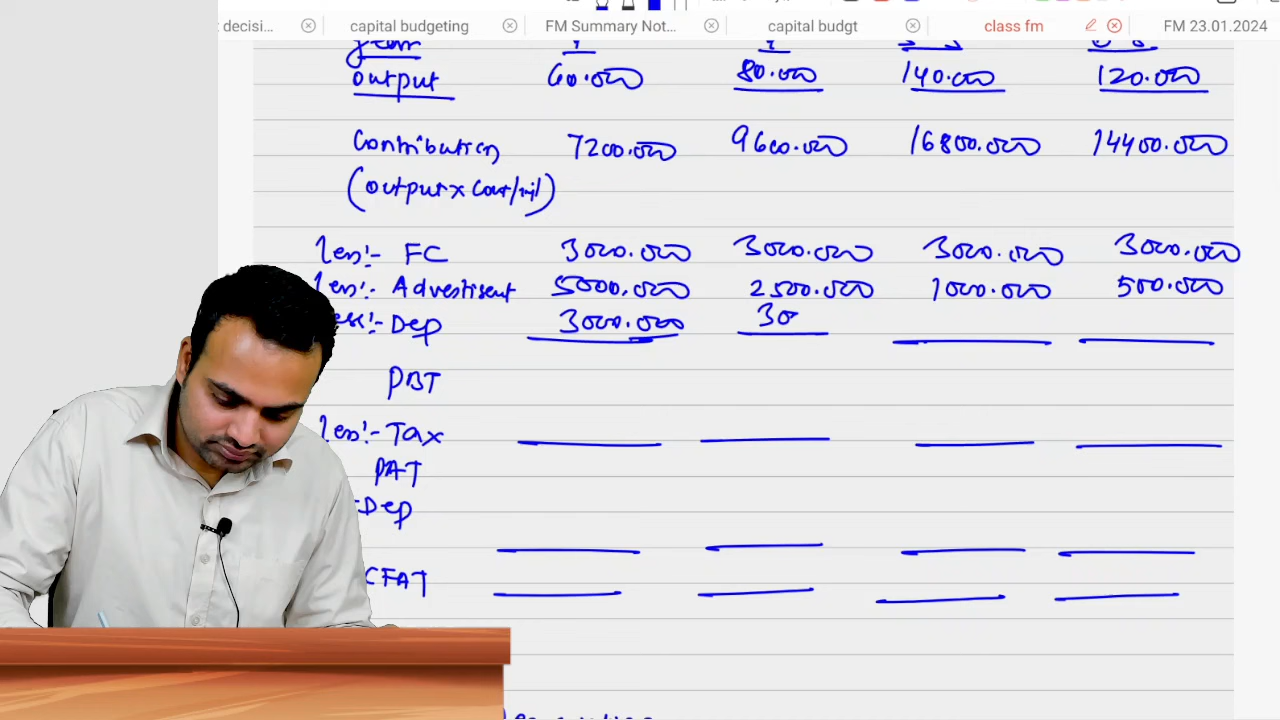 decisi... capital budgeting FM Summary Not... capital budgt class fm FM 23.01.2024
years 1
output 60.000 80.000 140.000 120.000
Contribution 7200.000 9600.000 16800.000 14400.000
(output x
less:- FC 3000.000 3000.000 3000.000 3000.000
less:- Advertisent 5000.000 2500.000 1000.000 500.000
less:- Dep 3000.000 30
PBT
less:- Tax
PAT
Dep
CFAT